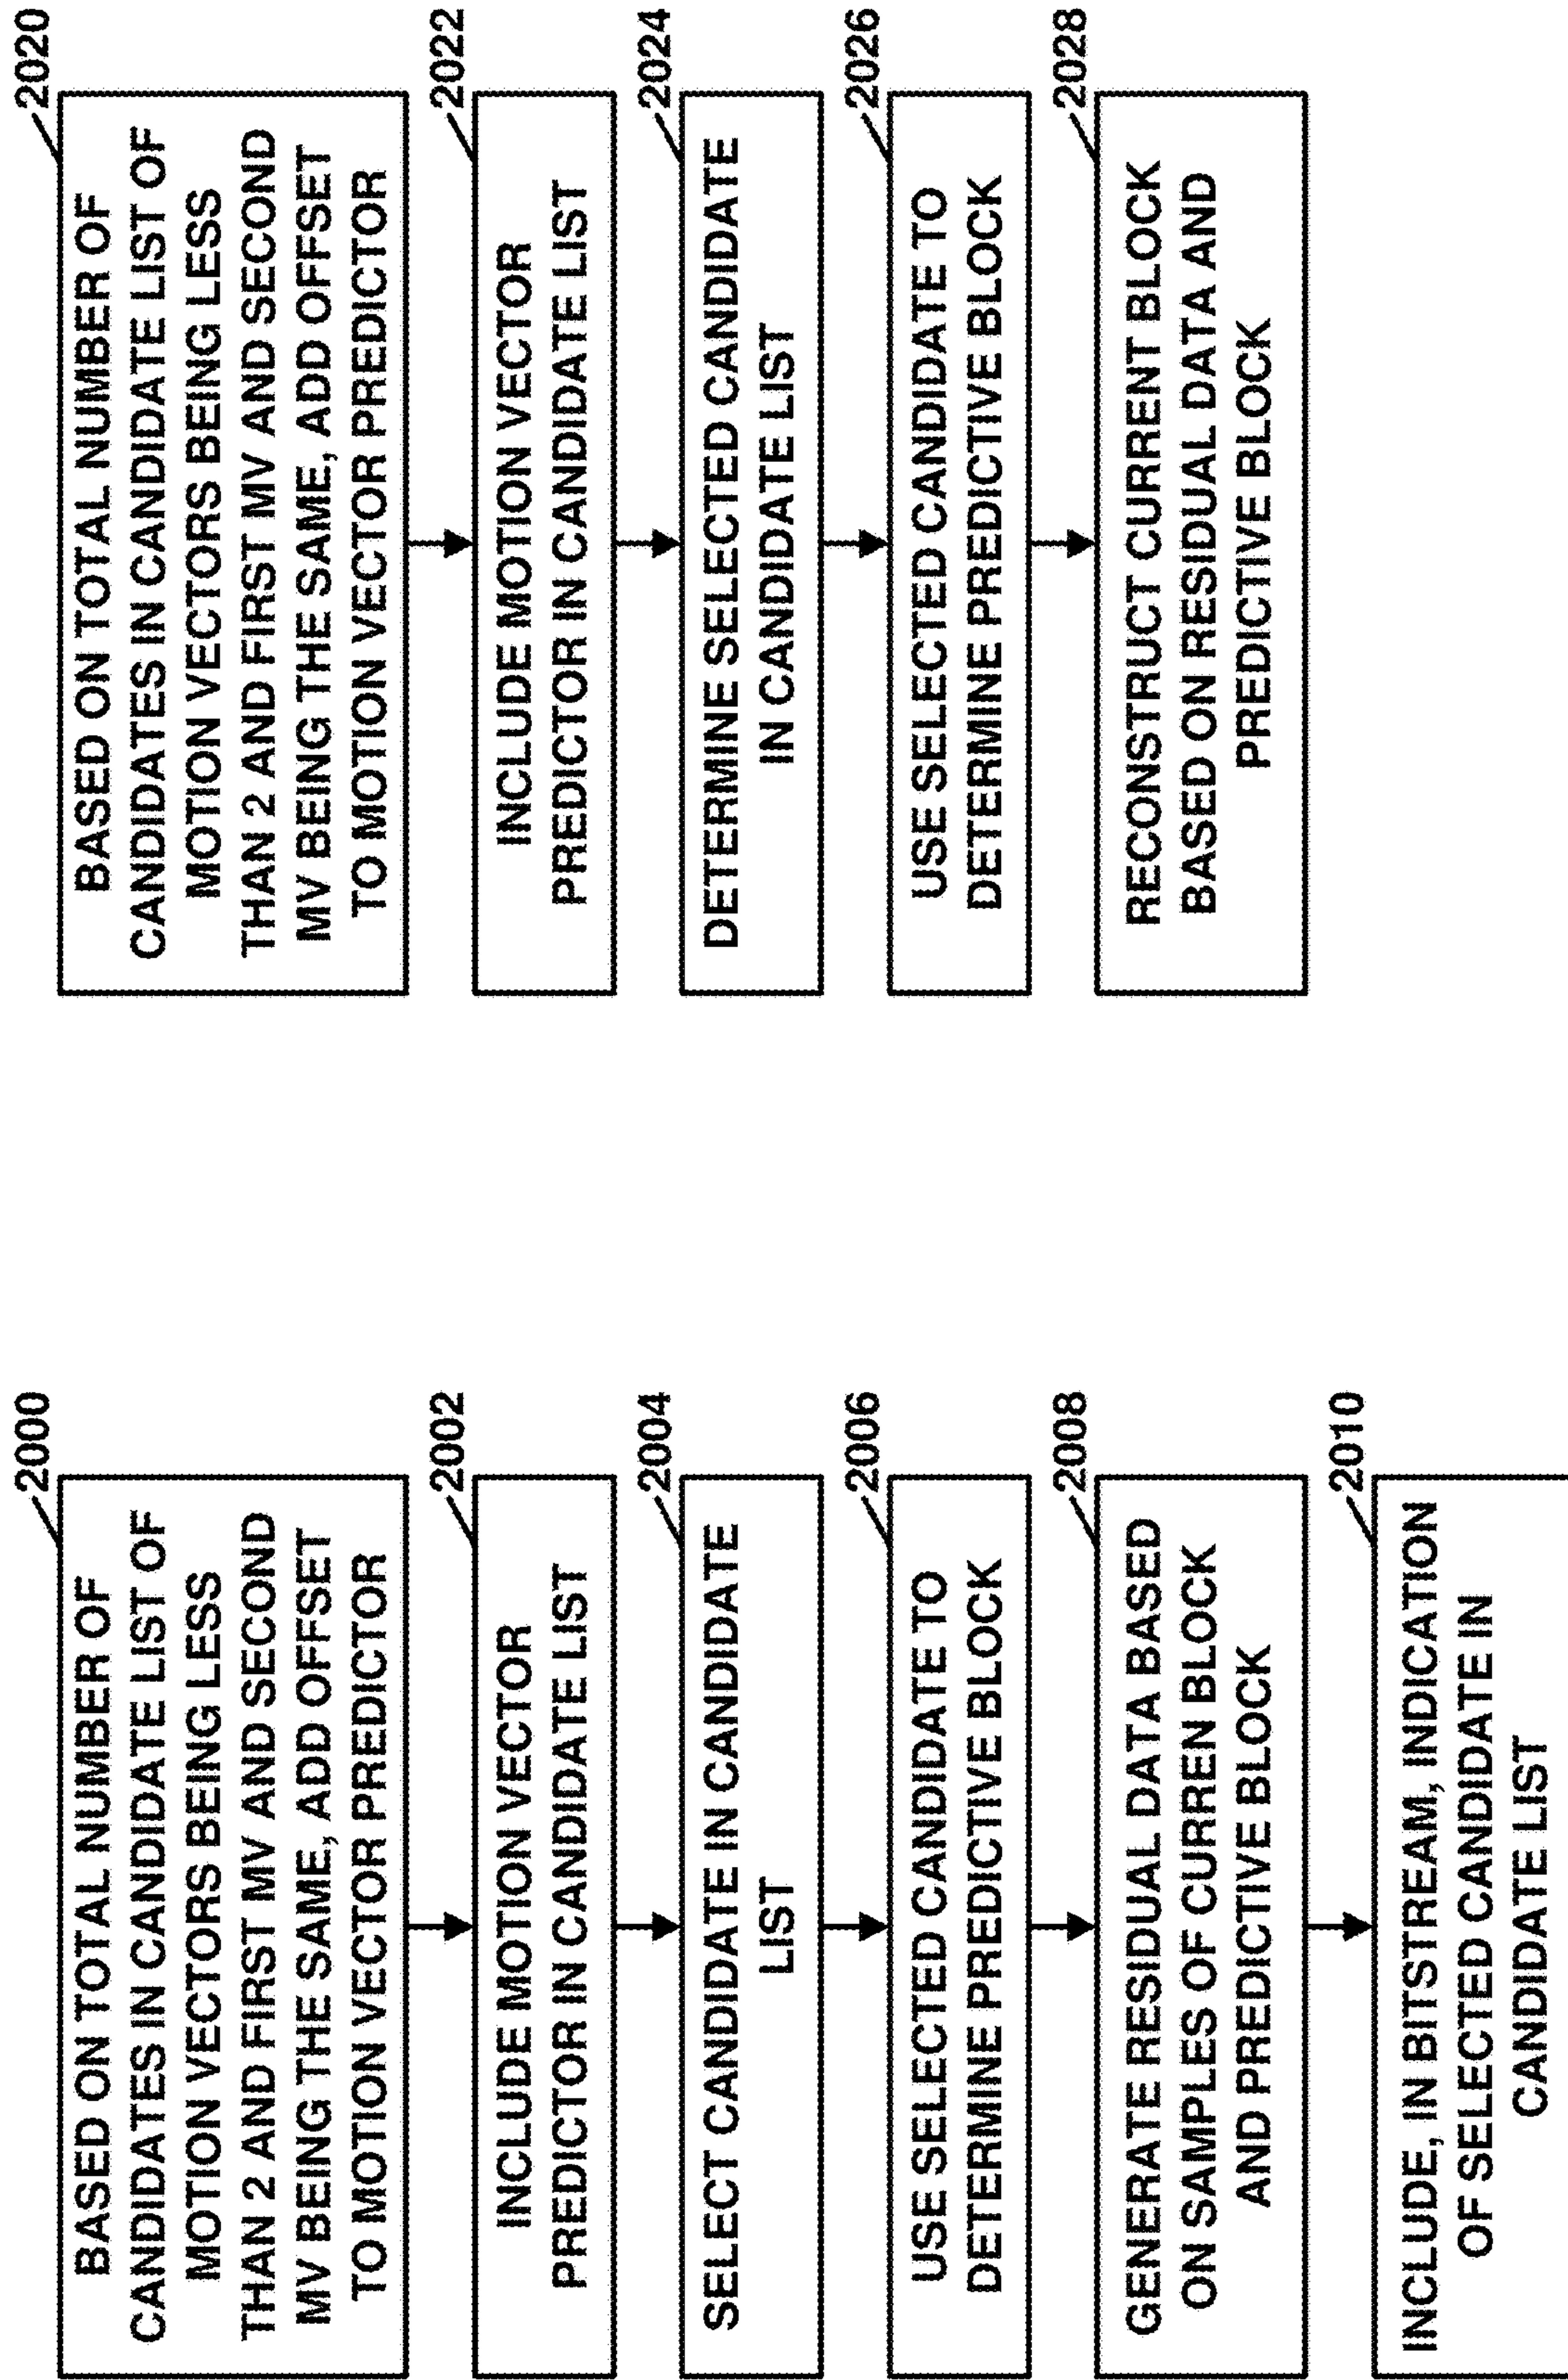 2000
BASED ON TOTAL NUMBER OF
CANDIDATES IN CANDIDATE LIST OF
MOTION VECTORS BEING LESS
THAN 2 AND FIRST MV AND SECOND
MV BEING THE SAME, ADD OFFSET
TO MOTION VECTOR PREDICTOR
2002
INCLUDE MOTION VECTOR
PREDICTOR IN CANDIDATE LIST
2004
SELECT CANDIDATE IN CANDIDATE
LIST
2006
USE SELECTED CANDIDATE TO
DETERMINE PREDICTIVE BLOCK
2008
GENERATE RESIDUAL DATA BASED
ON SAMPLES OF CURREN BLOCK
AND PREDICTIVE BLOCK
2010
INCLUDE, IN BITSTREAM, INDICATION
OF SELECTED CANDIDATE IN
CANDIDATE LIST
2020
BASED ON TOTAL NUMBER OF
CANDIDATES IN CANDIDATE LIST OF
MOTION VECTORS BEING LESS
THAN 2 AND FIRST MV AND SECOND
MV BEING THE SAME, ADD OFFSET
TO MOTION VECTOR PREDICTOR
2022
INCLUDE MOTION VECTOR
PREDICTOR IN CANDIDATE LIST
2024
DETERMINE SELECTED CANDIDATE
IN CANDIDATE LIST
2026
USE SELECTED CANDIDATE TO
DETERMINE PREDICTIVE BLOCK
2028
RECONSTRUCT CURRENT BLOCK
BASED ON RESIDUAL DATA AND
PREDICTIVE BLOCK